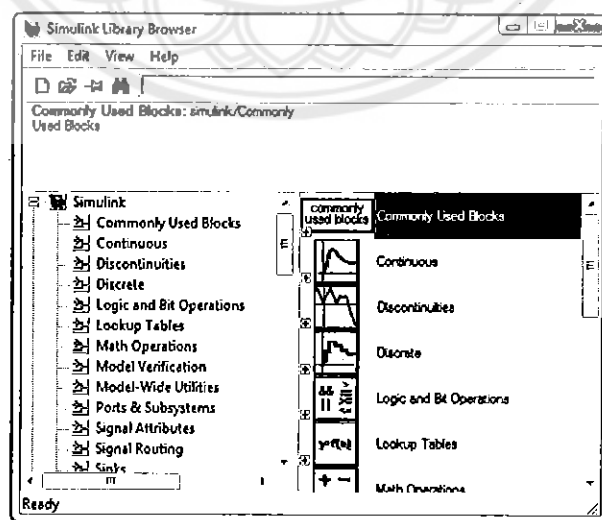 Simulink Library Browser
File Edit View Help
Commonly Used Blocks: simulink/Commonly
Used Blocks
Simulink
Commonly Used Blocks
Continuous
Discontinuities
Discrete
Logic and Bit Operations
Lookup Tables
Math Operations
Model Verification
Model-Wide Utilities
Ports & Subsystems
Signal Attributes
Signal Routing
Sinks
commonly
used blocks
Commonly Used Blocks
Continuous
Discontinuities
Discrete
Logic and Bit Operations
Lookup Tables
Math Operations
Ready